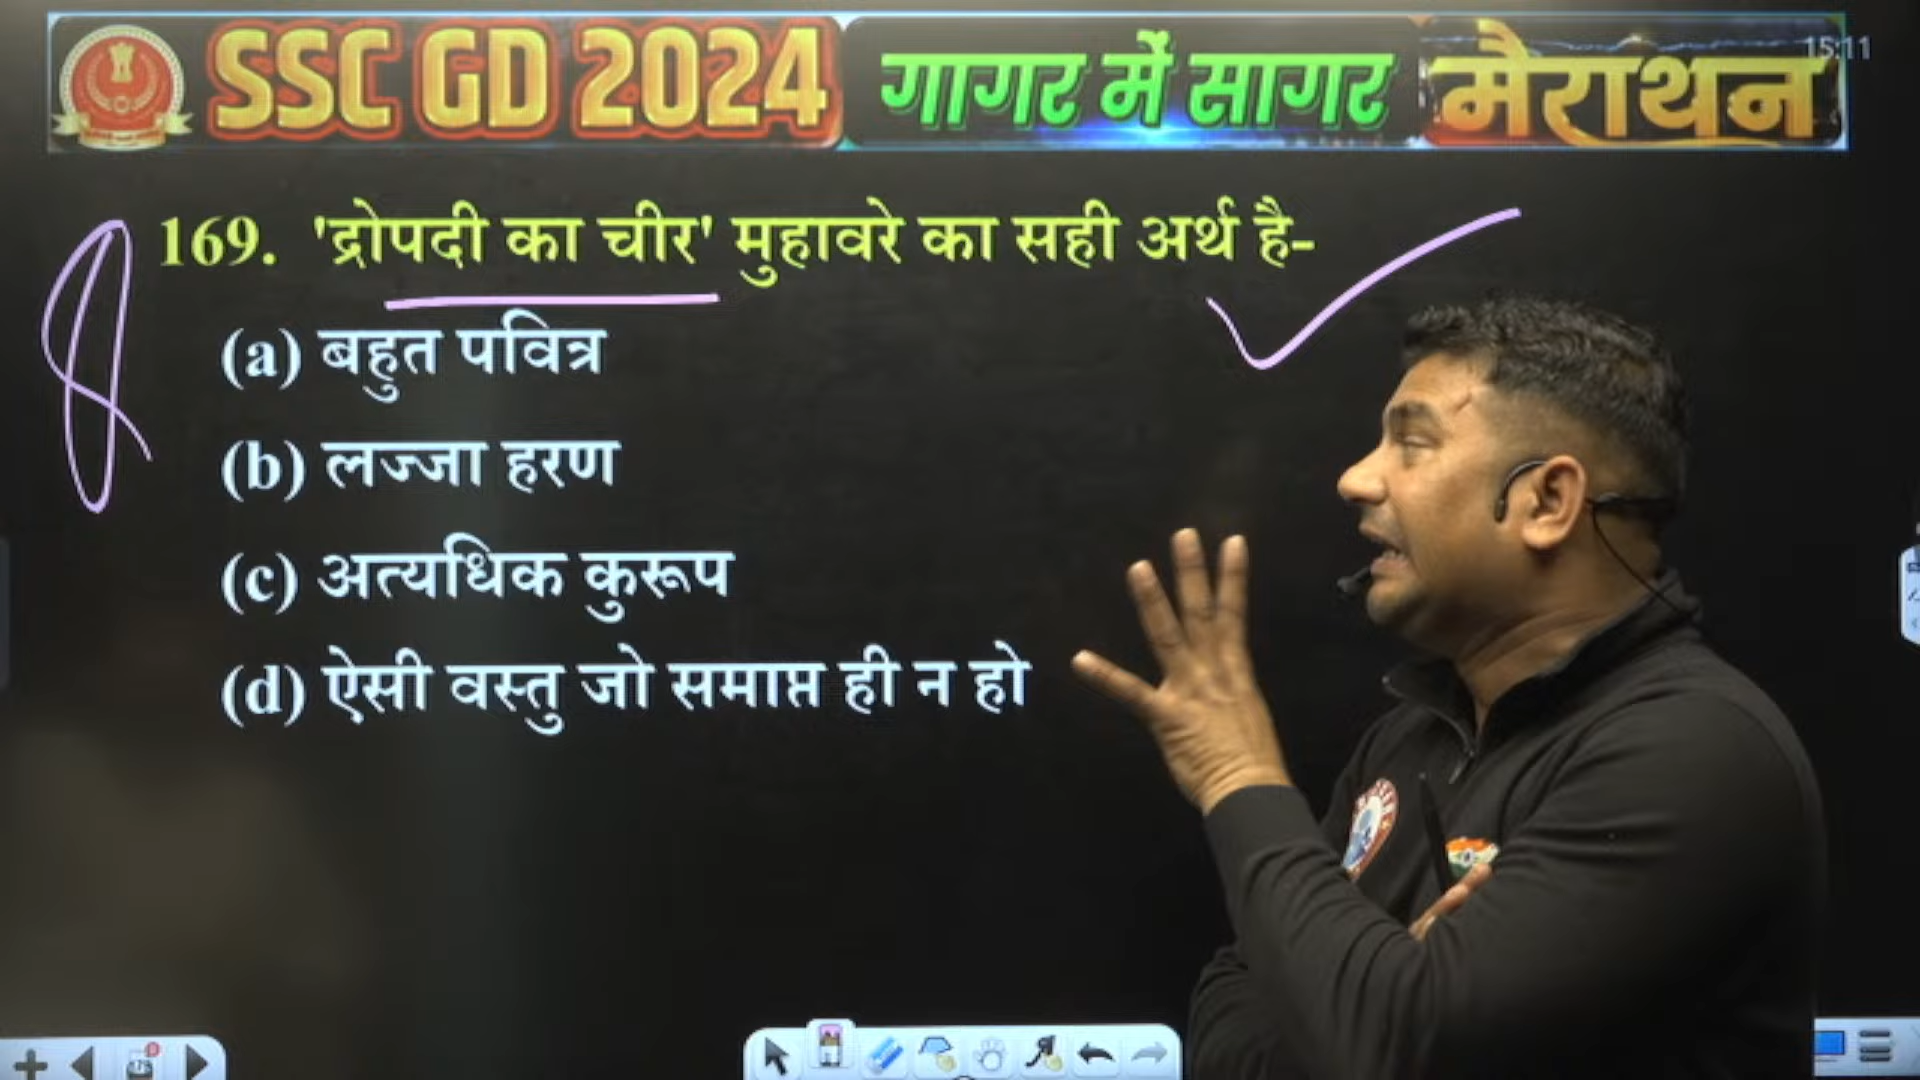 SSC GD 2024 गागर में सागर मैराथन
15:11
169. 'द्रोपदी का चीर' मुहावरे का सही अर्थ है-
(a) बहुत पवित्र
(b) लज्जा हरण
(c) अत्यधिक कुरूप
(d) ऐसी वस्तु जो समाप्त ही न हो